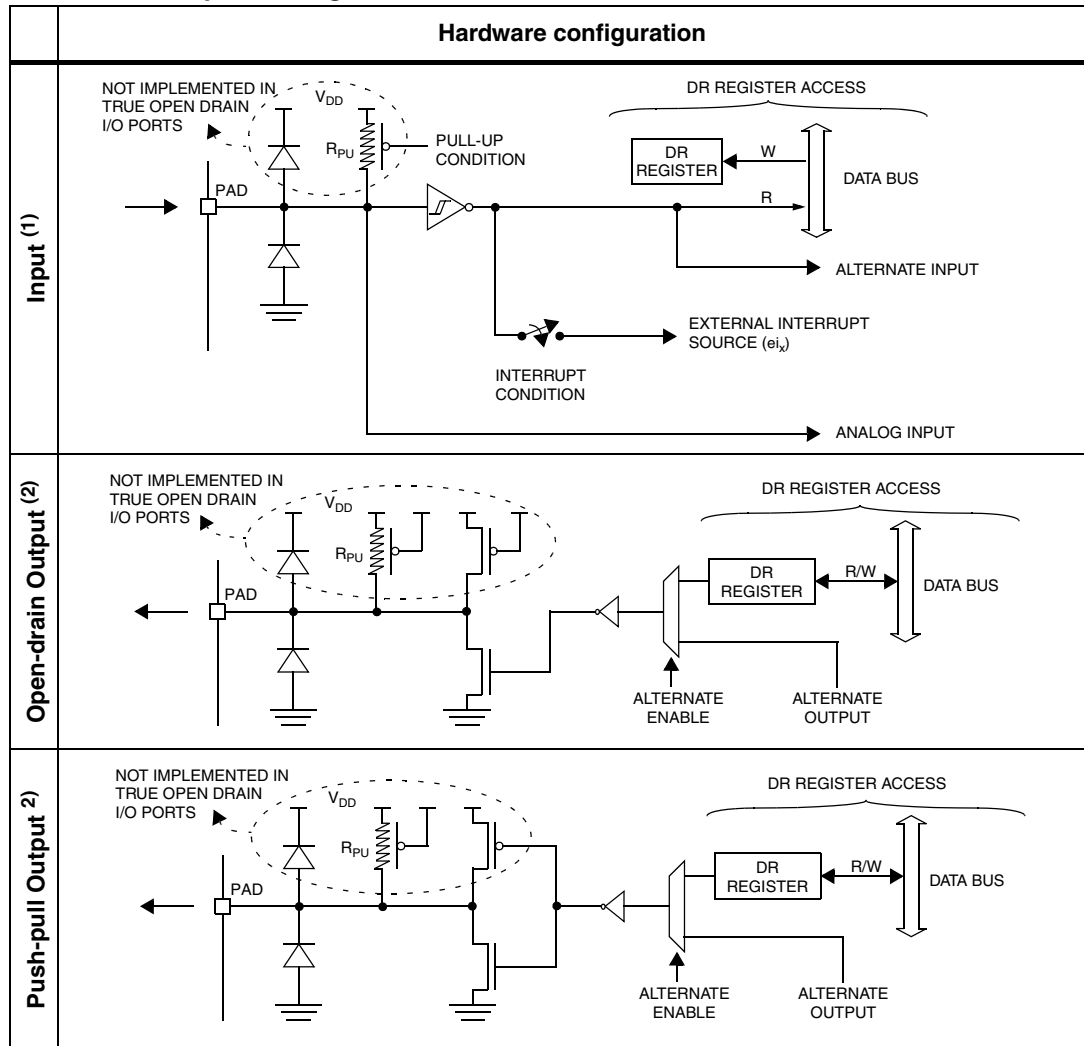 Hardware configuration
Input (1)
NOT IMPLEMENTED IN
TRUE OPEN DRAIN
I/O PORTS
VDD
RPU
PULL-UP
CONDITION
PAD
DR REGISTER ACCESS
DR
REGISTER
W
R
DATA BUS
ALTERNATE INPUT
EXTERNAL INTERRUPT
SOURCE (eix)
INTERRUPT
CONDITION
ANALOG INPUT
Open-drain Output (2)
NOT IMPLEMENTED IN
TRUE OPEN DRAIN
I/O PORTS
VDD
RPU
PAD
DR REGISTER ACCESS
DR
REGISTER
R/W
DATA BUS
ALTERNATE
ENABLE
ALTERNATE
OUTPUT
Push-pull Output 2)
NOT IMPLEMENTED IN
TRUE OPEN DRAIN
I/O PORTS
VDD
RPU
PAD
DR REGISTER ACCESS
DR
REGISTER
R/W
DATA BUS
ALTERNATE
ENABLE
ALTERNATE
OUTPUT